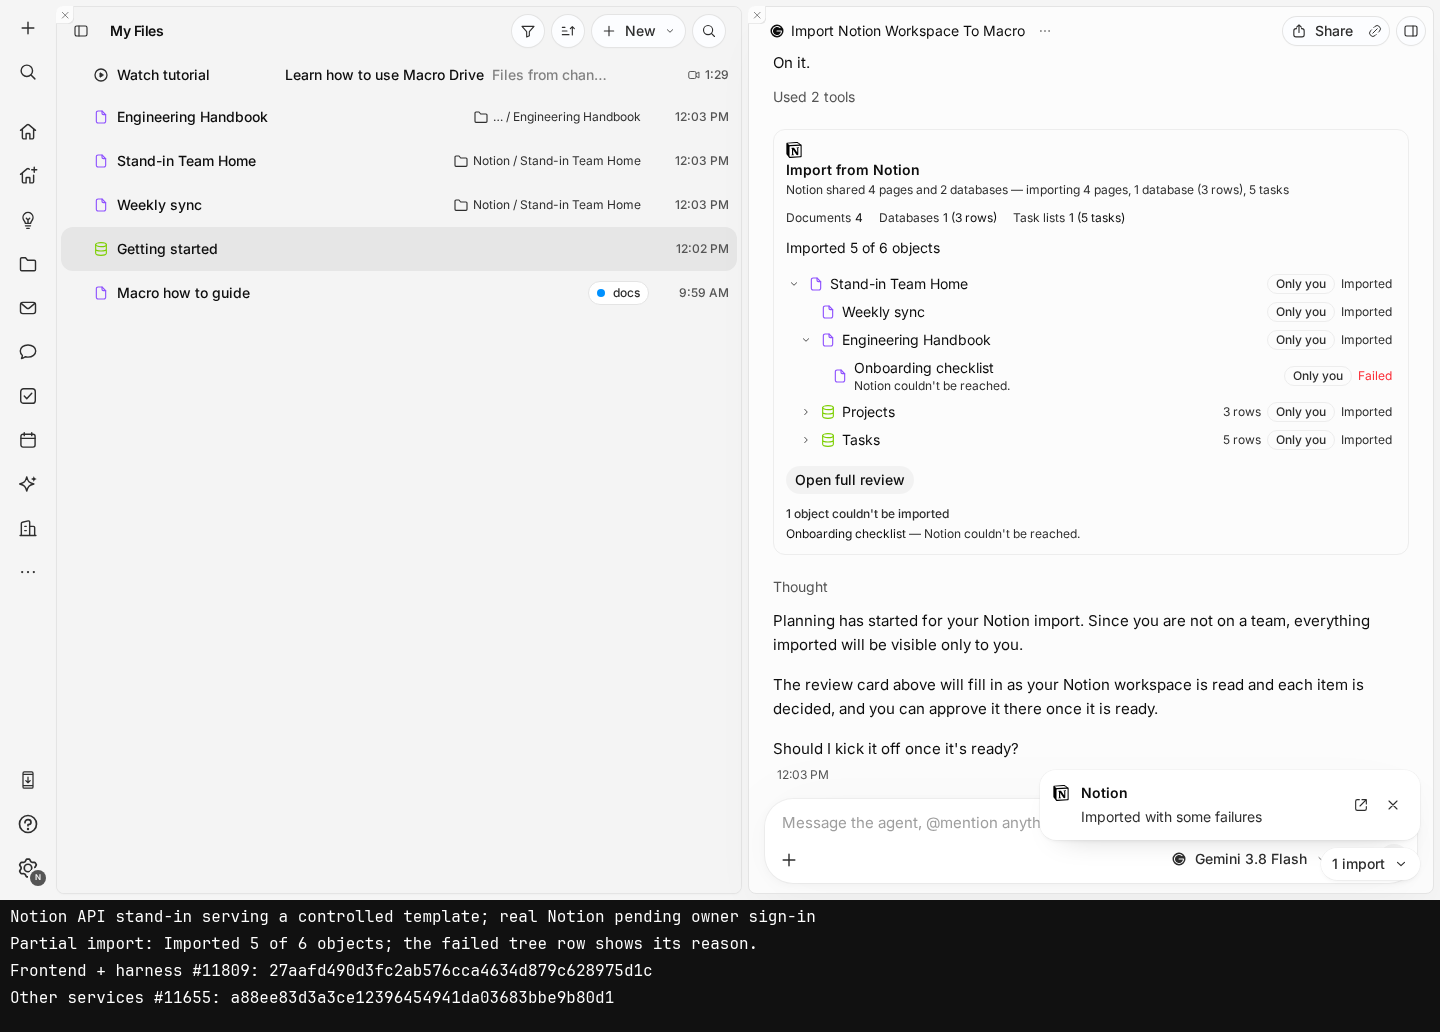 My Files
New
Watch tutorial
Learn how to use Macro Drive Files from chan...
1:29
Engineering Handbook
... / Engineering Handbook
12:03 PM
Stand-in Team Home
Notion / Stand-in Team Home
12:03 PM
Weekly sync
Notion / Stand-in Team Home
12:03 PM
Getting started
12:02 PM
Macro how to guide
docs
9:59 AM
N
Import Notion Workspace To Macro
Share
On it.
Used 2 tools
Import from Notion
Notion shared 4 pages and 2 databases — importing 4 pages, 1 database (3 rows), 5 tasks
Documents 4 Databases 1 (3 rows) Task lists 1 (5 tasks)
Imported 5 of 6 objects
Stand-in Team Home Only you Imported
Weekly sync Only you Imported
Engineering Handbook Only you Imported
Onboarding checklist Only you Failed
Notion couldn't be reached.
Projects 3 rows Only you Imported
Tasks 5 rows Only you Imported
Open full review
1 object couldn't be imported
Onboarding checklist — Notion couldn't be reached.
Thought
Planning has started for your Notion import. Since you are not on a team, everything
imported will be visible only to you.
The review card above will fill in as your Notion workspace is read and each item is
decided, and you can approve it there once it is ready.
Should I kick it off once it's ready?
12:03 PM
Notion
Imported with some failures
Message the agent, @mention anyth
Gemini 3.8 Flash
1 import
Notion API stand-in serving a controlled template; real Notion pending owner sign-in
Partial import: Imported 5 of 6 objects; the failed tree row shows its reason.
Frontend + harness #11809: 27aafd490d3fc2ab576cca4634d879c628975d1c
Other services #11655: a88ee83d3a3ce12396454941da03683bbe9b80d1